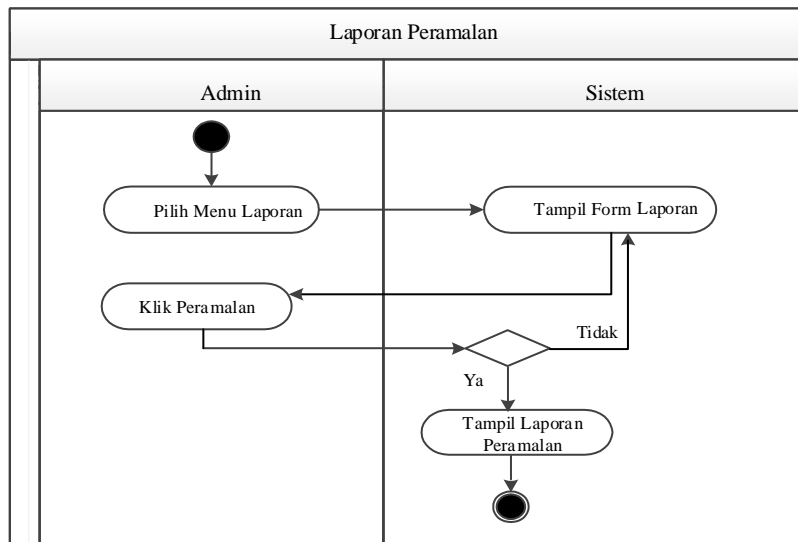 Laporan Peramalan
Admin
Sistem
Pilih Menu Laporan
Tampil Form Laporan
Klik Peramalan
Tidak
Ya
Tampil Laporan
Peramalan